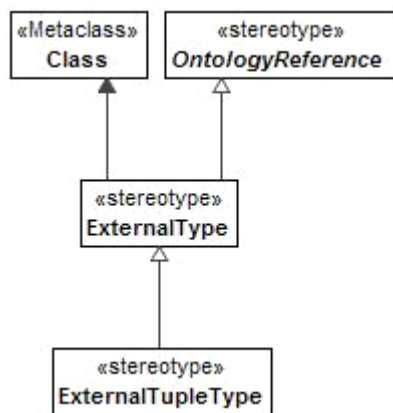 «Metaclass»
Class
«stereotype»
OntologyReference
«stereotype»
ExternalType
«stereotype»
ExternalTupleType